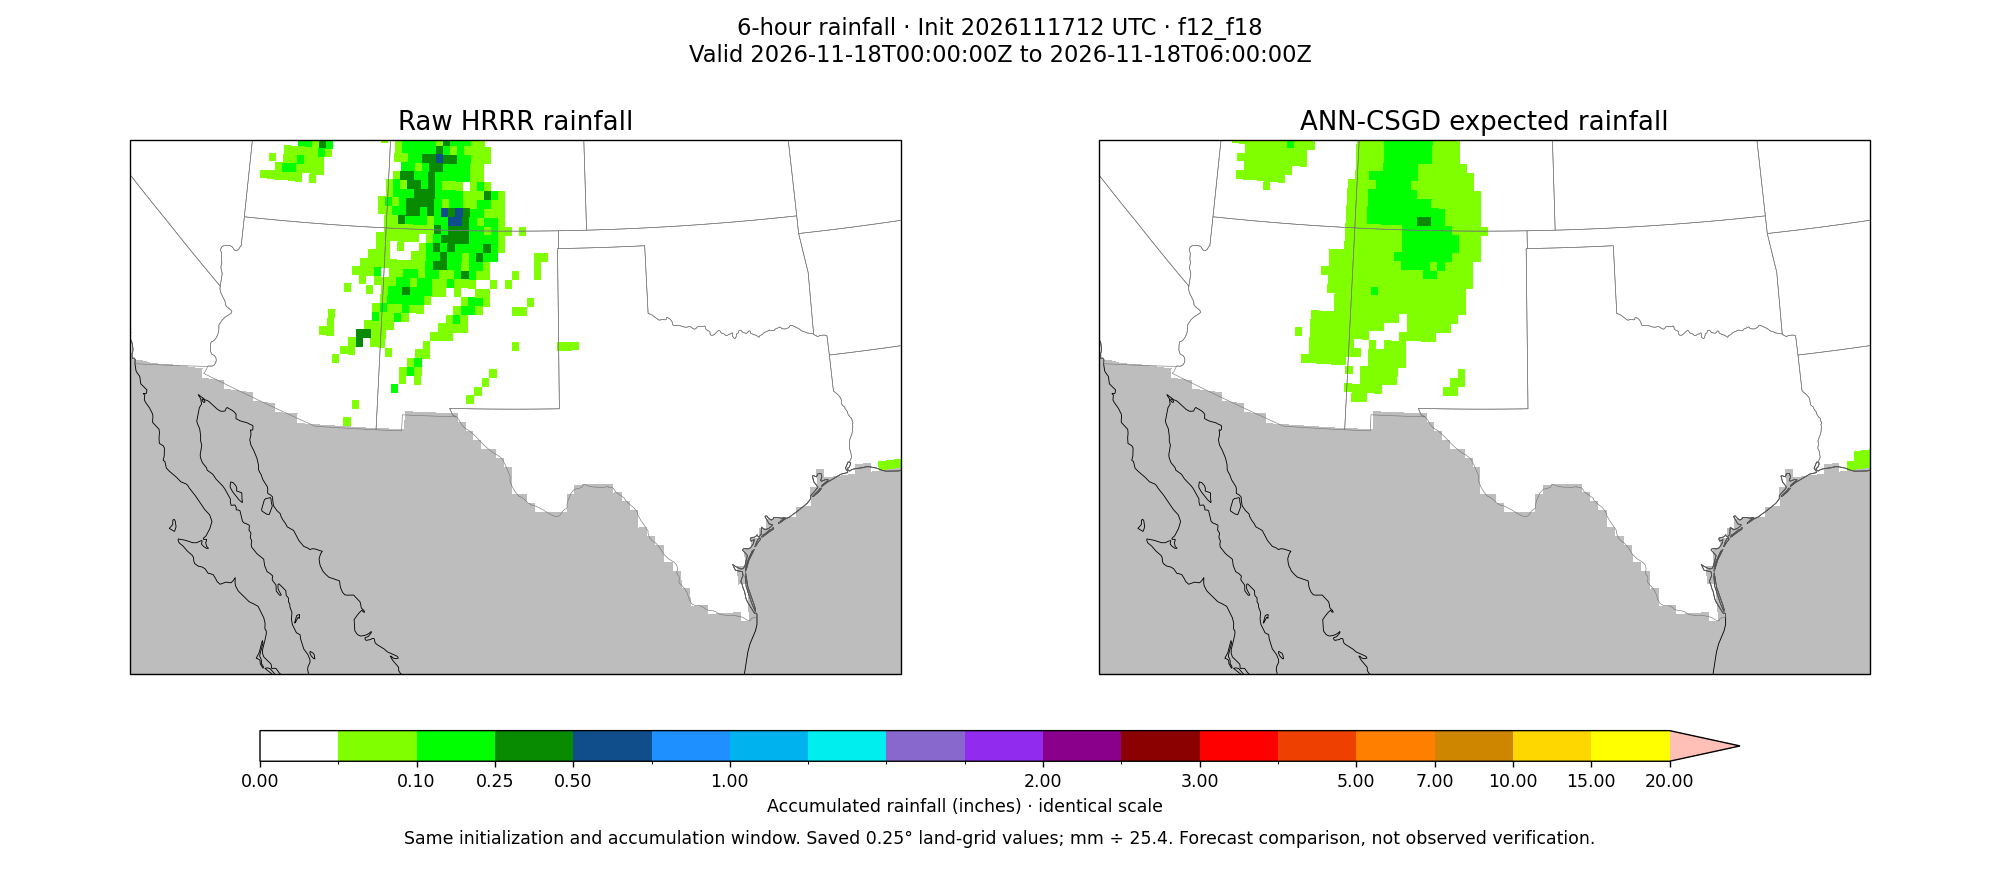 6-hour rainfall · Init 2026111712 UTC · f12_f18
Valid 2026-11-18T00:00:00Z to 2026-11-18T06:00:00Z
Raw HRRR rainfall
ANN-CSGD expected rainfall
0.00 0.10 0.25 0.50 1.00 2.00 3.00 5.00 7.00 10.00 15.00 20.00
Accumulated rainfall (inches) · identical scale
Same initialization and accumulation window. Saved 0.25° land-grid values; mm ÷ 25.4. Forecast comparison, not observed verification.